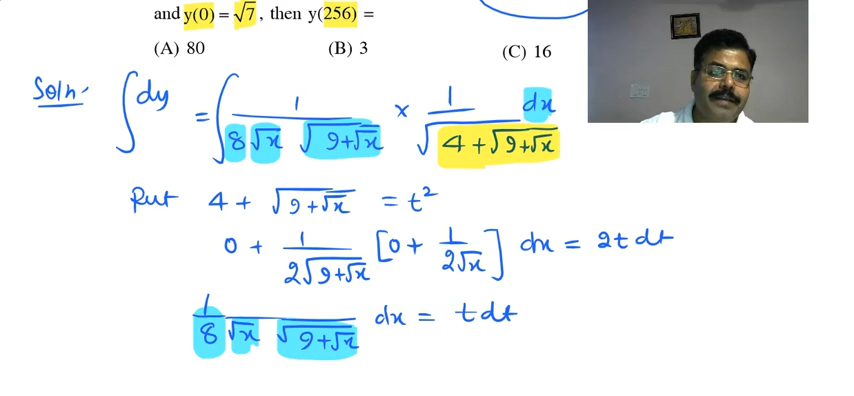 and y(0) = √7, then y(256) =
(A) 80 (B) 3 (C) 16
Soln: ∫ dy = ∫ 1/(8 √x √(9+√x)) × 1/√(4 + √(9+√x)) dx
Put 4 + √(9+√x) = t²
0 + 1/(2√(9+√x)) [0 + 1/(2√x)] dx = 2t dt
1/(8 √x √(9+√x)) dx = t dt